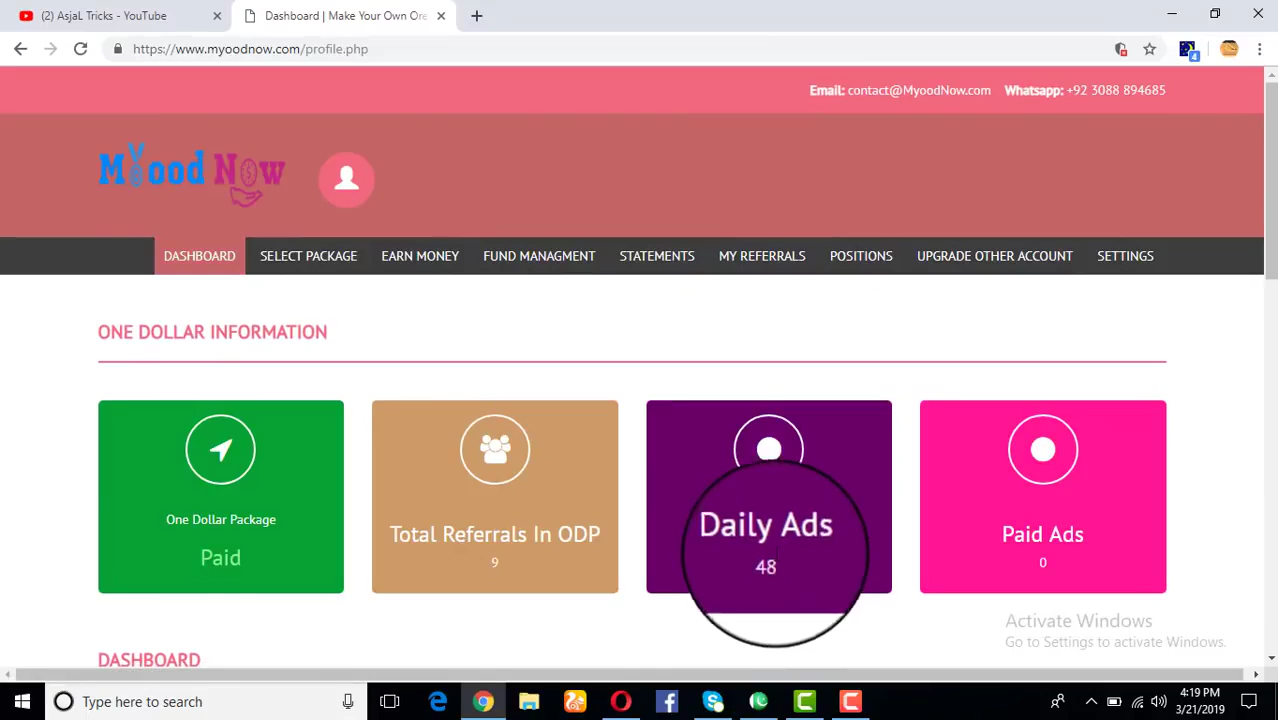 (2) AsjaL Tricks - YouTube
Dashboard | Make Your Own Ore
https://www.myoodnow.com/profile.php
4
Email: contact@MyoodNow.com Whatsapp: +92 3088 894685
Myood Now
DASHBOARD SELECT PACKAGE EARN MONEY FUND MANAGMENT STATEMENTS MY REFERRALS POSITIONS UPGRADE OTHER ACCOUNT SETTINGS
ONE DOLLAR INFORMATION
One Dollar Package
Paid
Total Referrals In ODP
9
Daily Ads
48
Paid Ads
0
Activate Windows
Go to Settings to activate Windows.
DASHBOARD
Type here to search
4:19 PM
3/21/2019